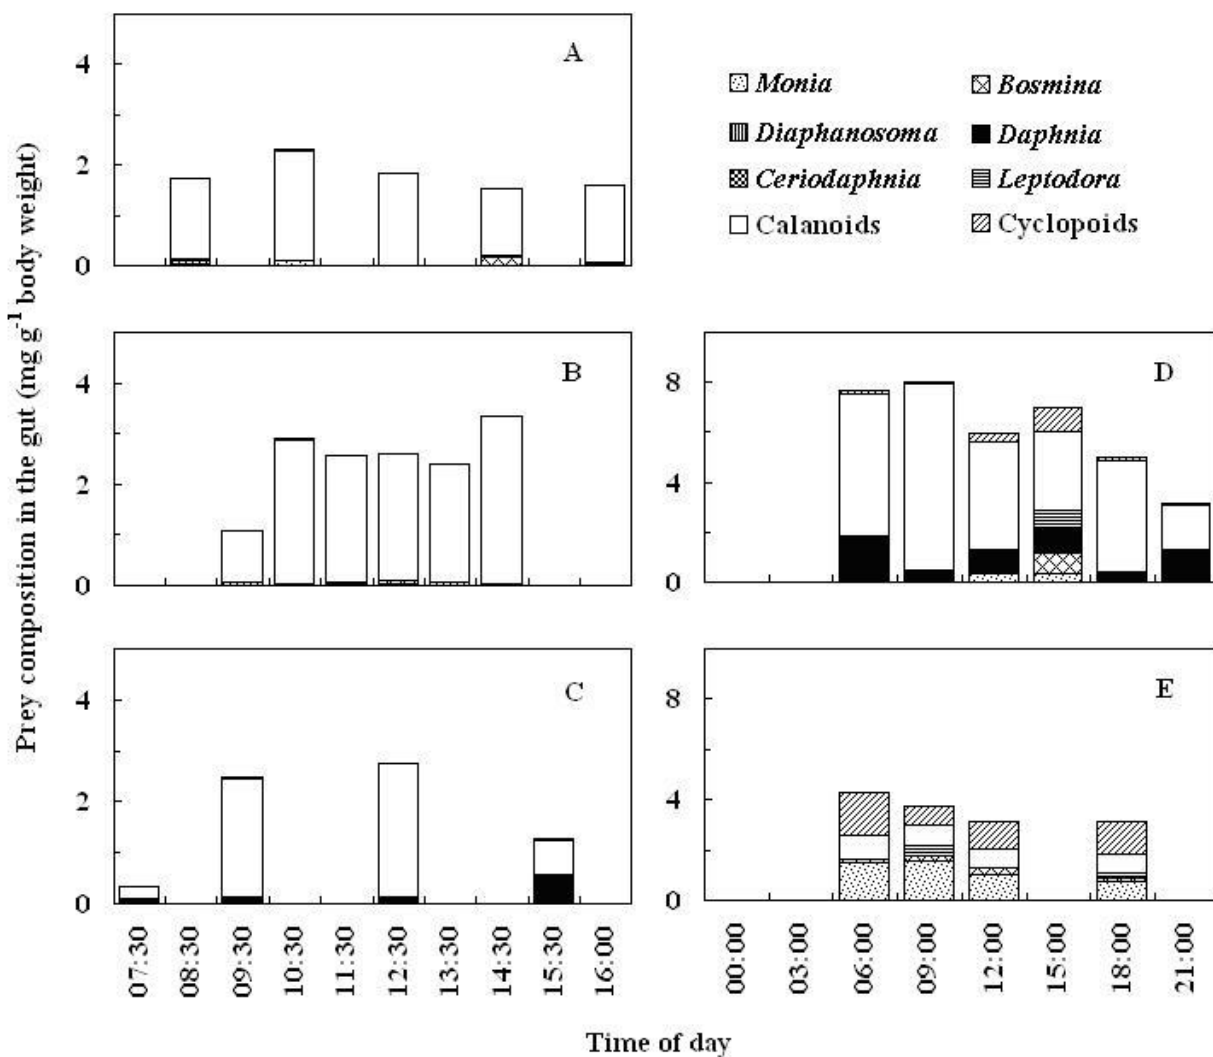 Prey composition in the gut (mg g-1 body weight)
A
4
2
0
Monia
Bosmina
Diaphanosoma
Daphnia
Ceriodaphnia
Leptodora
Calanoids
Cyclopoids
B
4
2
0
D
8
4
0
C
4
2
0
E
8
4
0
07:30
08:30
09:30
10:30
11:30
12:30
13:30
14:30
15:30
16:00
00:00
03:00
06:00
09:00
12:00
15:00
18:00
21:00
Time of day